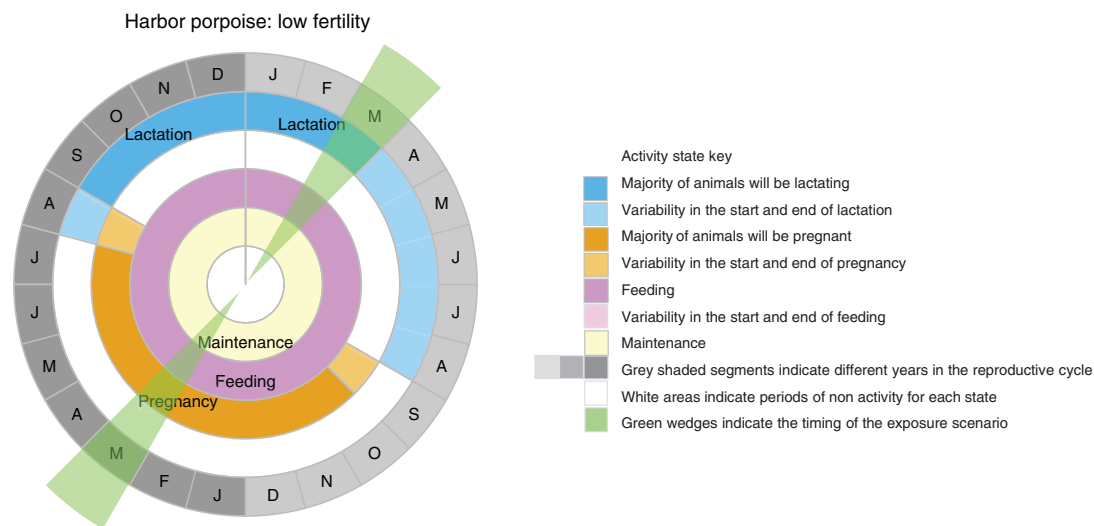 Harbor porpoise: low fertility
J
F
M
A
M
J
J
A
S
O
N
D
J
F
M
A
M
J
J
A
S
O
N
D
Lactation
Lactation
Maintenance
Feeding
Pregnancy
Activity state key
Majority of animals will be lactating
Variability in the start and end of lactation
Majority of animals will be pregnant
Variability in the start and end of pregnancy
Feeding
Variability in the start and end of feeding
Maintenance
Grey shaded segments indicate different years in the reproductive cycle
White areas indicate periods of non activity for each state
Green wedges indicate the timing of the exposure scenario